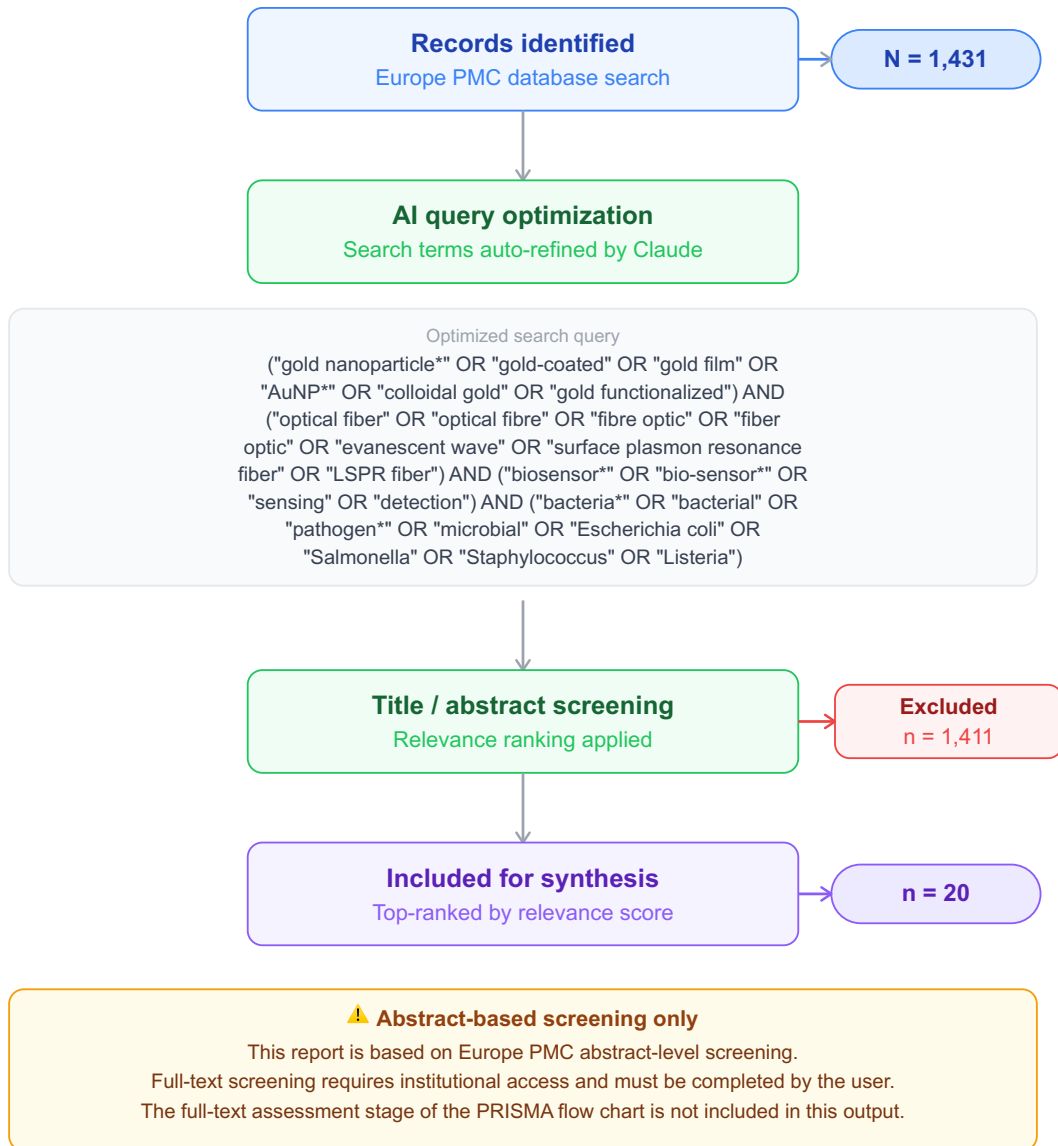 Records identified
Europe PMC database search
N = 1,431
AI query optimization
Search terms auto-refined by Claude
Optimized search query
("gold nanoparticle*" OR "gold-coated" OR "gold film" OR
"AuNP*" OR "colloidal gold" OR "gold functionalized") AND
("optical fiber" OR "optical fibre" OR "fibre optic" OR "fiber
optic" OR "evanescent wave" OR "surface plasmon resonance
fiber" OR "LSPR fiber") AND ("biosensor*" OR "bio-sensor*" OR
"sensing" OR "detection") AND ("bacteria*" OR "bacterial" OR
"pathogen*" OR "microbial" OR "Escherichia coli" OR
"Salmonella" OR "Staphylococcus" OR "Listeria")
Title / abstract screening
Relevance ranking applied
Excluded
n = 1,411
Included for synthesis
Top-ranked by relevance score
n = 20
⚠️ Abstract-based screening only
This report is based on Europe PMC abstract-level screening.
Full-text screening requires institutional access and must be completed by the user.
The full-text assessment stage of the PRISMA flow chart is not included in this output.